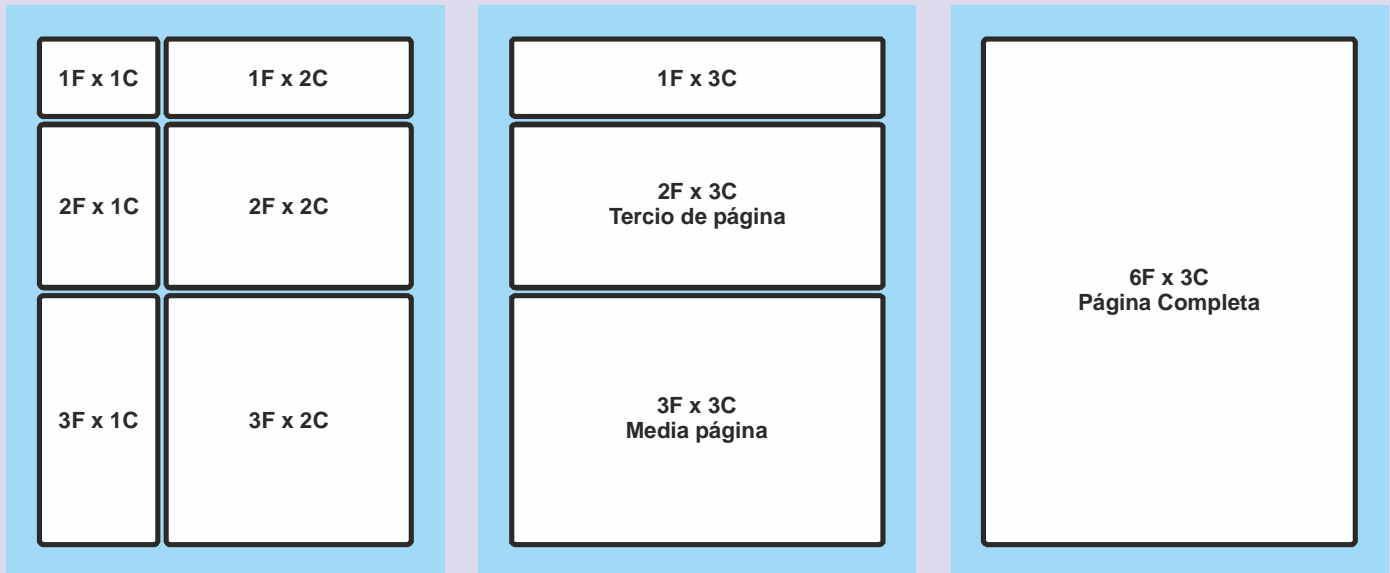 1F x 1C
1F x 2C
2F x 1C
2F x 2C
3F x 1C
3F x 2C
1F x 3C
2F x 3C
Tercio de página
3F x 3C
Media página
6F x 3C
Página Completa